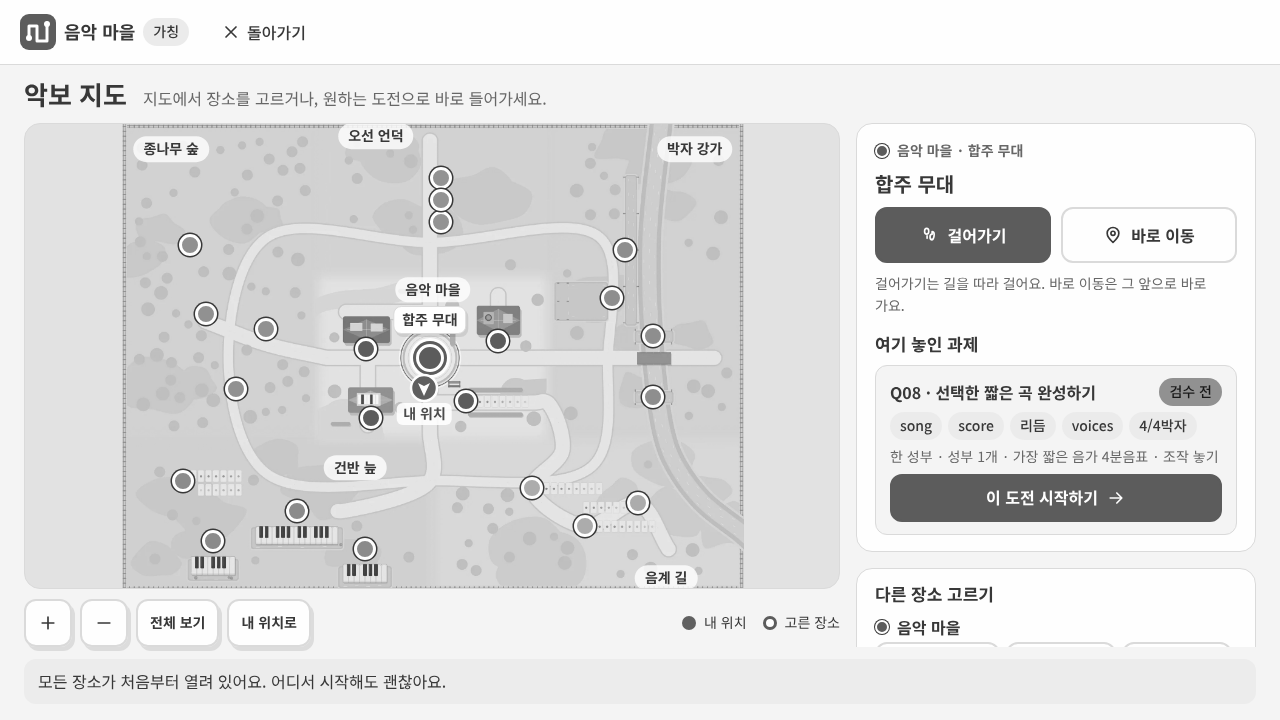 음악 마을 가칭 돌아가기
악보 지도 지도에서 장소를 고르거나, 원하는 도전으로 바로 들어가세요.
종나무 숲
오선 언덕
박자 강가
음악 마을
합주 무대
내 위치
건반 늪
음계 길
음악 마을 · 합주 무대
합주 무대
걸어가기
바로 이동
걸어가기는 길을 따라 걸어요. 바로 이동은 그 앞으로 바로
가요.
여기 놓인 과제
Q08 · 선택한 짧은 곡 완성하기 검수 전
song score 리듬 voices 4/4박자
한 성부 · 성부 1개 · 가장 짧은 음가 4분음표 · 조작 놓기
이 도전 시작하기
다른 장소 고르기
음악 마을
전체 보기
내 위치로
내 위치
고른 장소
모든 장소가 처음부터 열려 있어요. 어디서 시작해도 괜찮아요.